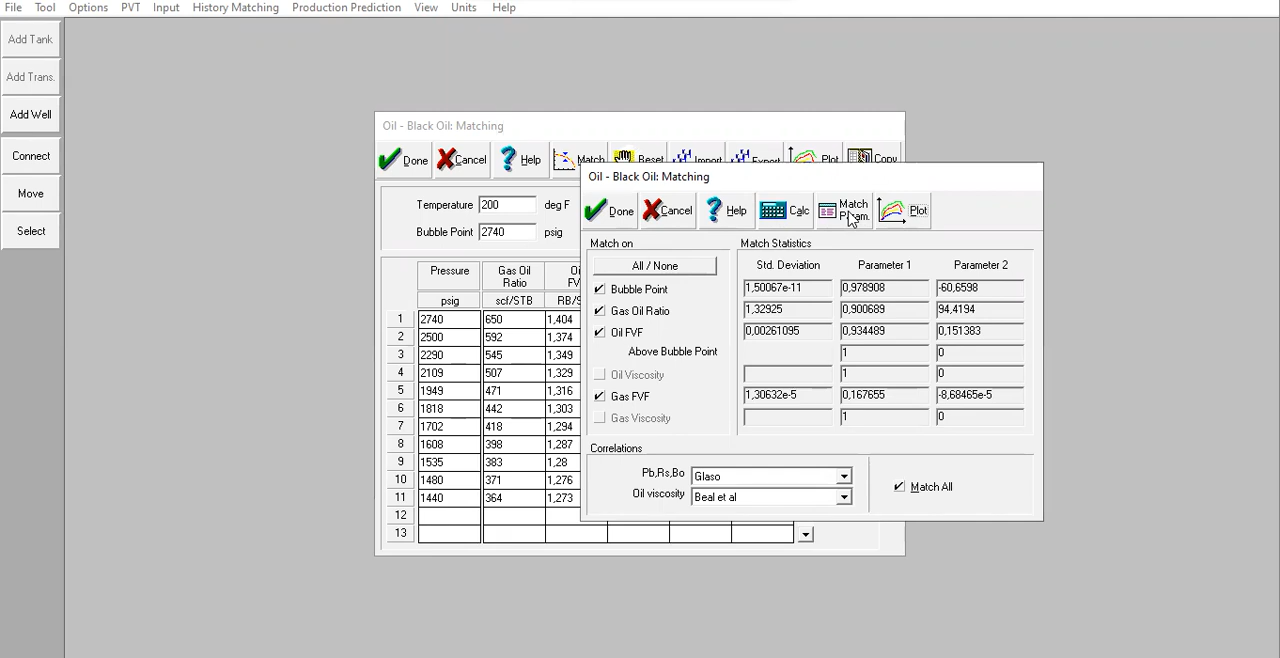 File Tool Options PVT Input History Matching Production Prediction View Units Help
Add Tank
Add Trans.
Add Well
Connect
Move
Select
Oil - Black Oil: Matching
Done Cancel Help Match Reset Import Export Plot Copy
Temperature 200 deg F
Bubble Point 2740 psig
Pressure Gas Oil Ratio
psig scf/STB RB/S
1 2740 650 1,404
2 2500 592 1,374
3 2290 545 1,349
4 2109 507 1,329
5 1949 471 1,316
6 1818 442 1,303
7 1702 418 1,294
8 1608 398 1,287
9 1535 383 1,28
10 1480 371 1,276
11 1440 364 1,273
12
13
Oil - Black Oil: Matching
Done Cancel Help Calc Match Plot
Match on
All / None
Bubble Point
Gas Oil Ratio
Oil FVF
Above Bubble Point
Oil Viscosity
Gas FVF
Gas Viscosity
Match Statistics
Std. Deviation Parameter 1 Parameter 2
1,50067e-11 0,978908 -60,6598
1,32925 0,900689 94,4194
0,00261095 0,934489 0,151383
1 0
1 0
1,30632e-5 0,167655 -8,68465e-5
1 0
Correlations
Pb,Rs,Bo Glaso
Oil viscosity Beal et al
Match All